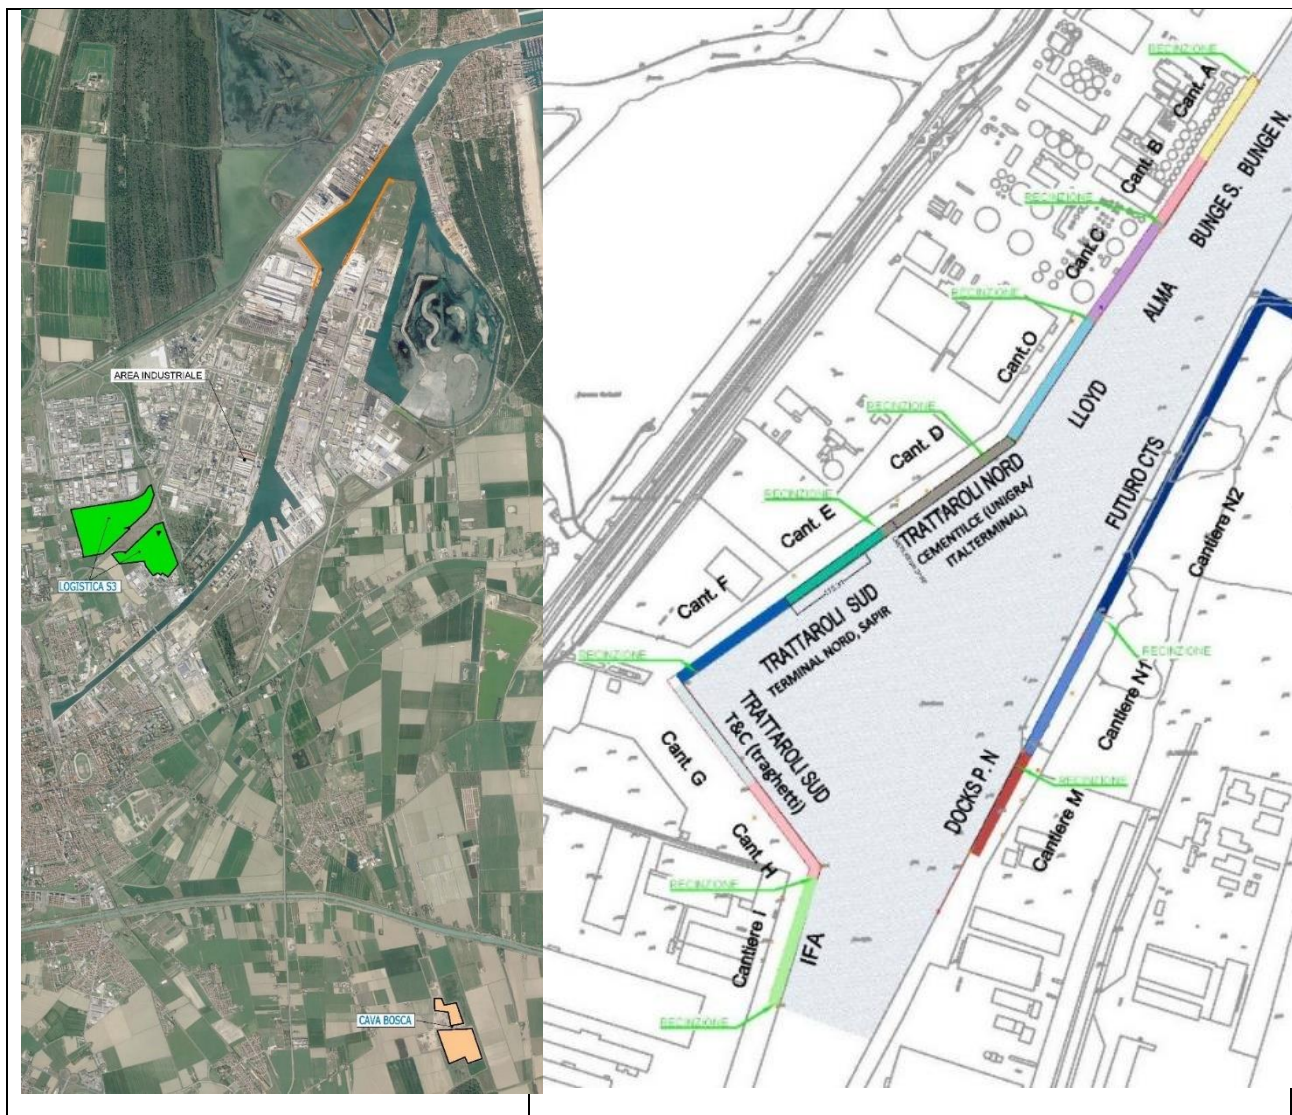 AREA INDUSTRIALE
LOGISTICA S3
CAVA BOSCA
RECINZIONE
Cant. A
BUNGE N.
Cant. B
BUNGE S.
RECINZIONE
Cant. C
ALMA
RECINZIONE
Cant. O
LLOYD
RECINZIONE
Cant. D
TRATTAROLI NORD
CEMENTILCE (UNIGRA/
ITALTERMINAL)
FUTURO CTS
Cantiere N2
RECINZIONE
Cant. E
Cant. F
TRATTAROLI SUD
TERMINAL NORD, SAPIR
RECINZIONE
RECINZIONE
Cantiere N1
TRATTAROLI SUD
T&C (traghetti)
Cant. G
DOCKS P. N
RECINZIONE
Cantiere M
Cant. H
RECINZIONE
Cantiere I
IFA
RECINZIONE